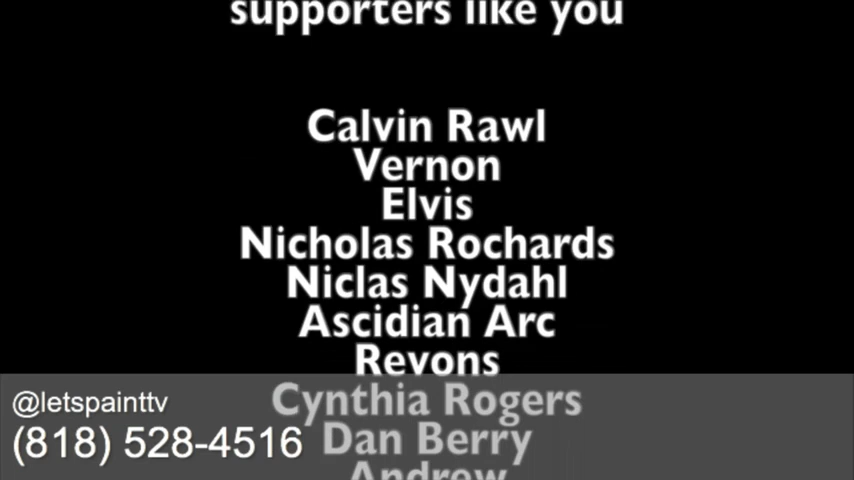 supporters like you
Calvin Rawl
Vernon
Elvis
Nicholas Rochards
Niclas Nydahl
Ascidian Arc
Revons
Cynthia Rogers
Dan Berry
Andrew
@letspainttv
(818) 528-4516